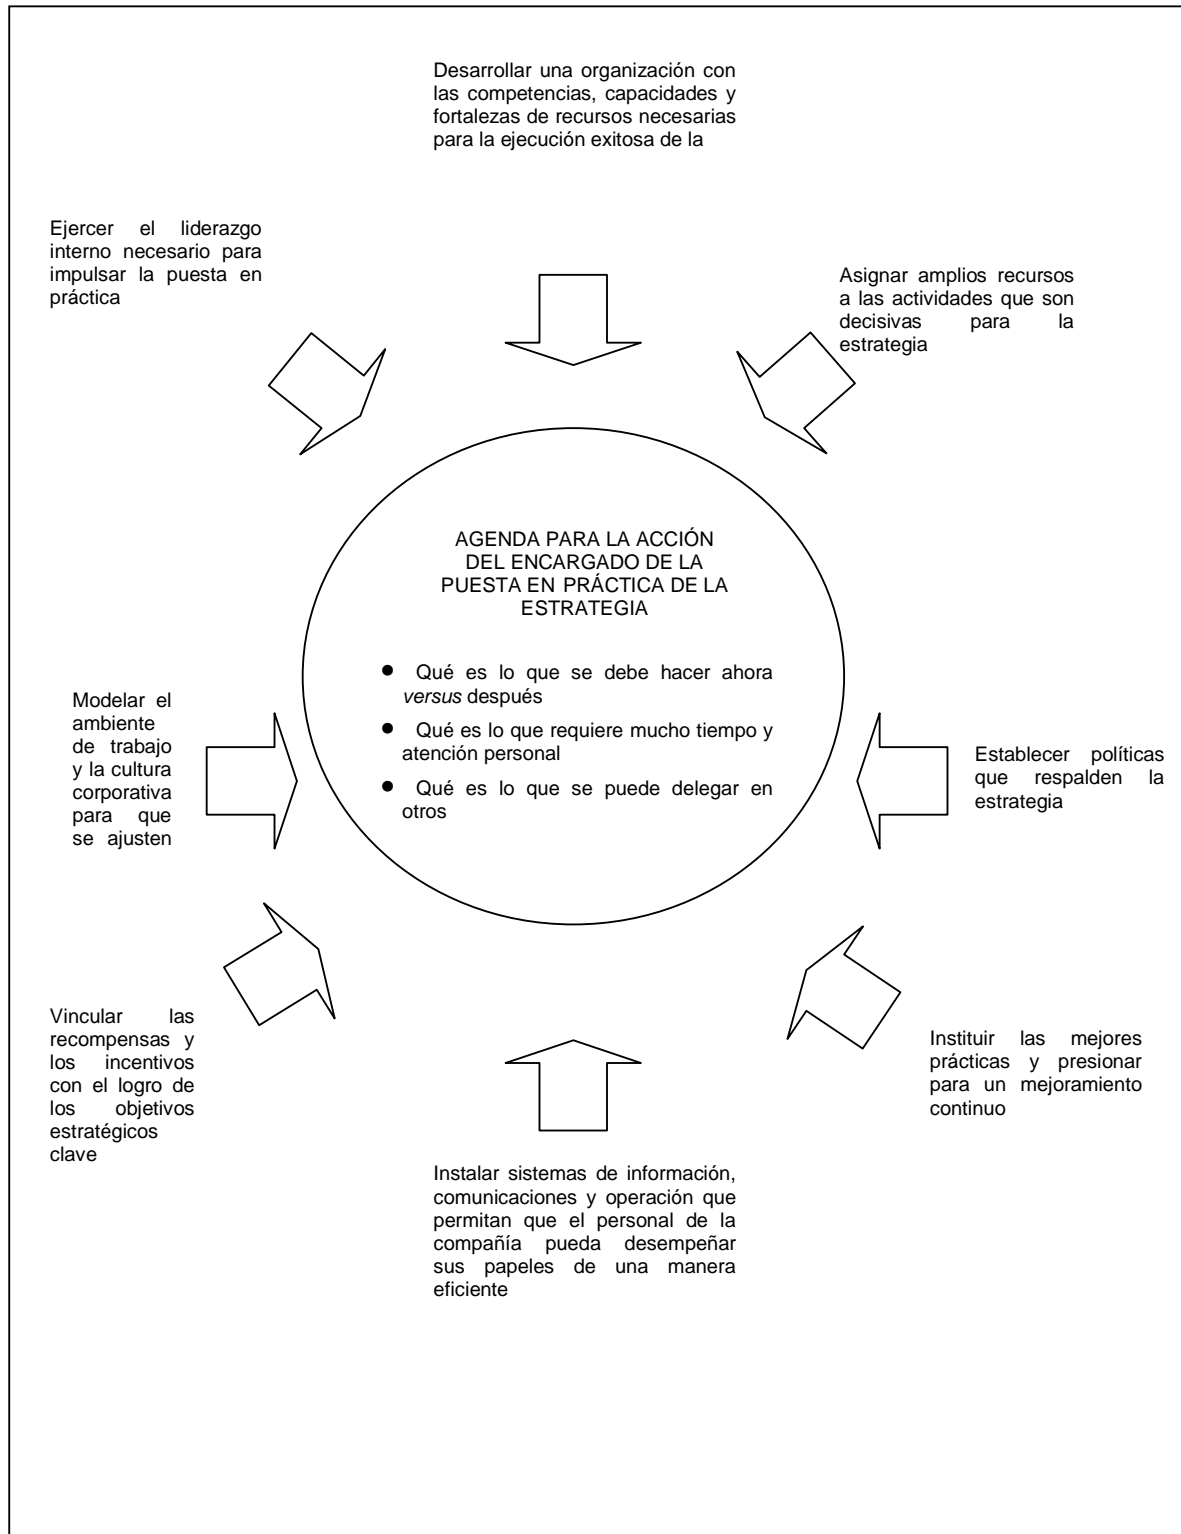 Desarrollar una organización con
las competencias, capacidades y
fortalezas de recursos necesarias
para la ejecución exitosa de la
Ejercer el liderazgo
interno necesario para
impulsar la puesta en
práctica
Asignar amplios recursos
a las actividades que son
decisivas para la
estrategia
AGENDA PARA LA ACCIÓN
DEL ENCARGADO DE LA
PUESTA EN PRÁCTICA DE LA
ESTRATEGIA
● Qué es lo que se debe hacer ahora
versus después
● Qué es lo que requiere mucho tiempo y
atención personal
● Qué es lo que se puede delegar en
otros
Modelar el
ambiente
de trabajo
y la cultura
corporativa
para que
se ajusten
Establecer políticas
que respalden la
estrategia
Vincular las
recompensas y
los incentivos
con el logro de
los objetivos
estratégicos
clave
Instituir las mejores
prácticas y presionar
para un mejoramiento
continuo
Instalar sistemas de información,
comunicaciones y operación que
permitan que el personal de la
compañía pueda desempeñar
sus papeles de una manera
eficiente